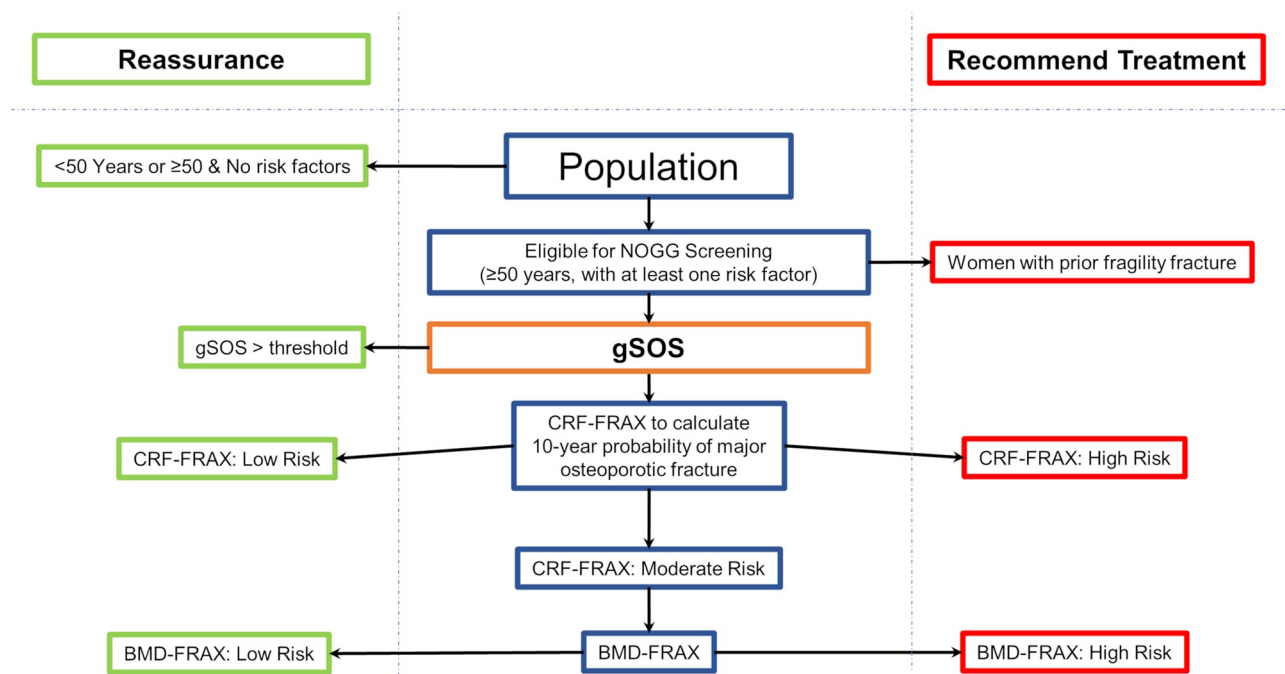 Reassurance
Recommend Treatment
<50 Years or ≥50 & No risk factors
Population
Eligible for NOGG Screening
(≥50 years, with at least one risk factor)
Women with prior fragility fracture
gSOS > threshold
gSOS
CRF-FRAX to calculate
10-year probability of major
osteoporotic fracture
CRF-FRAX: Low Risk
CRF-FRAX: High Risk
CRF-FRAX: Moderate Risk
BMD-FRAX: Low Risk
BMD-FRAX
BMD-FRAX: High Risk